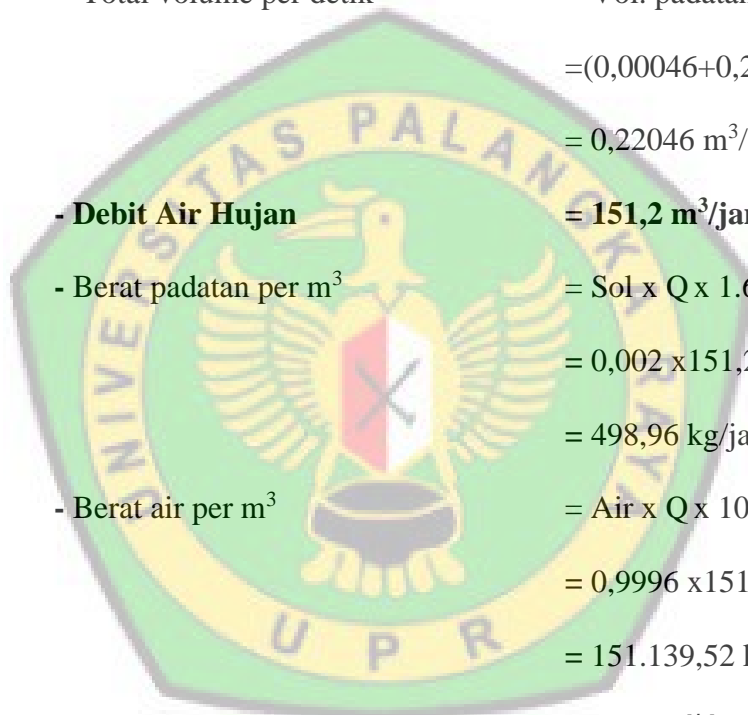 Total volume per detik Vol. padatan
=(0,00046+0,2
= 0,22046 m³/
- Debit Air Hujan = 151,2 m³/jam
- Berat padatan per m³ = Sol x Q x 1.6
= 0,002 x151,2
= 498,96 kg/ja
- Berat air per m³ = Air x Q x 10
= 0,9996 x151
= 151.139,52
UNIVERSITAS PALANGKA RAYA
U P R